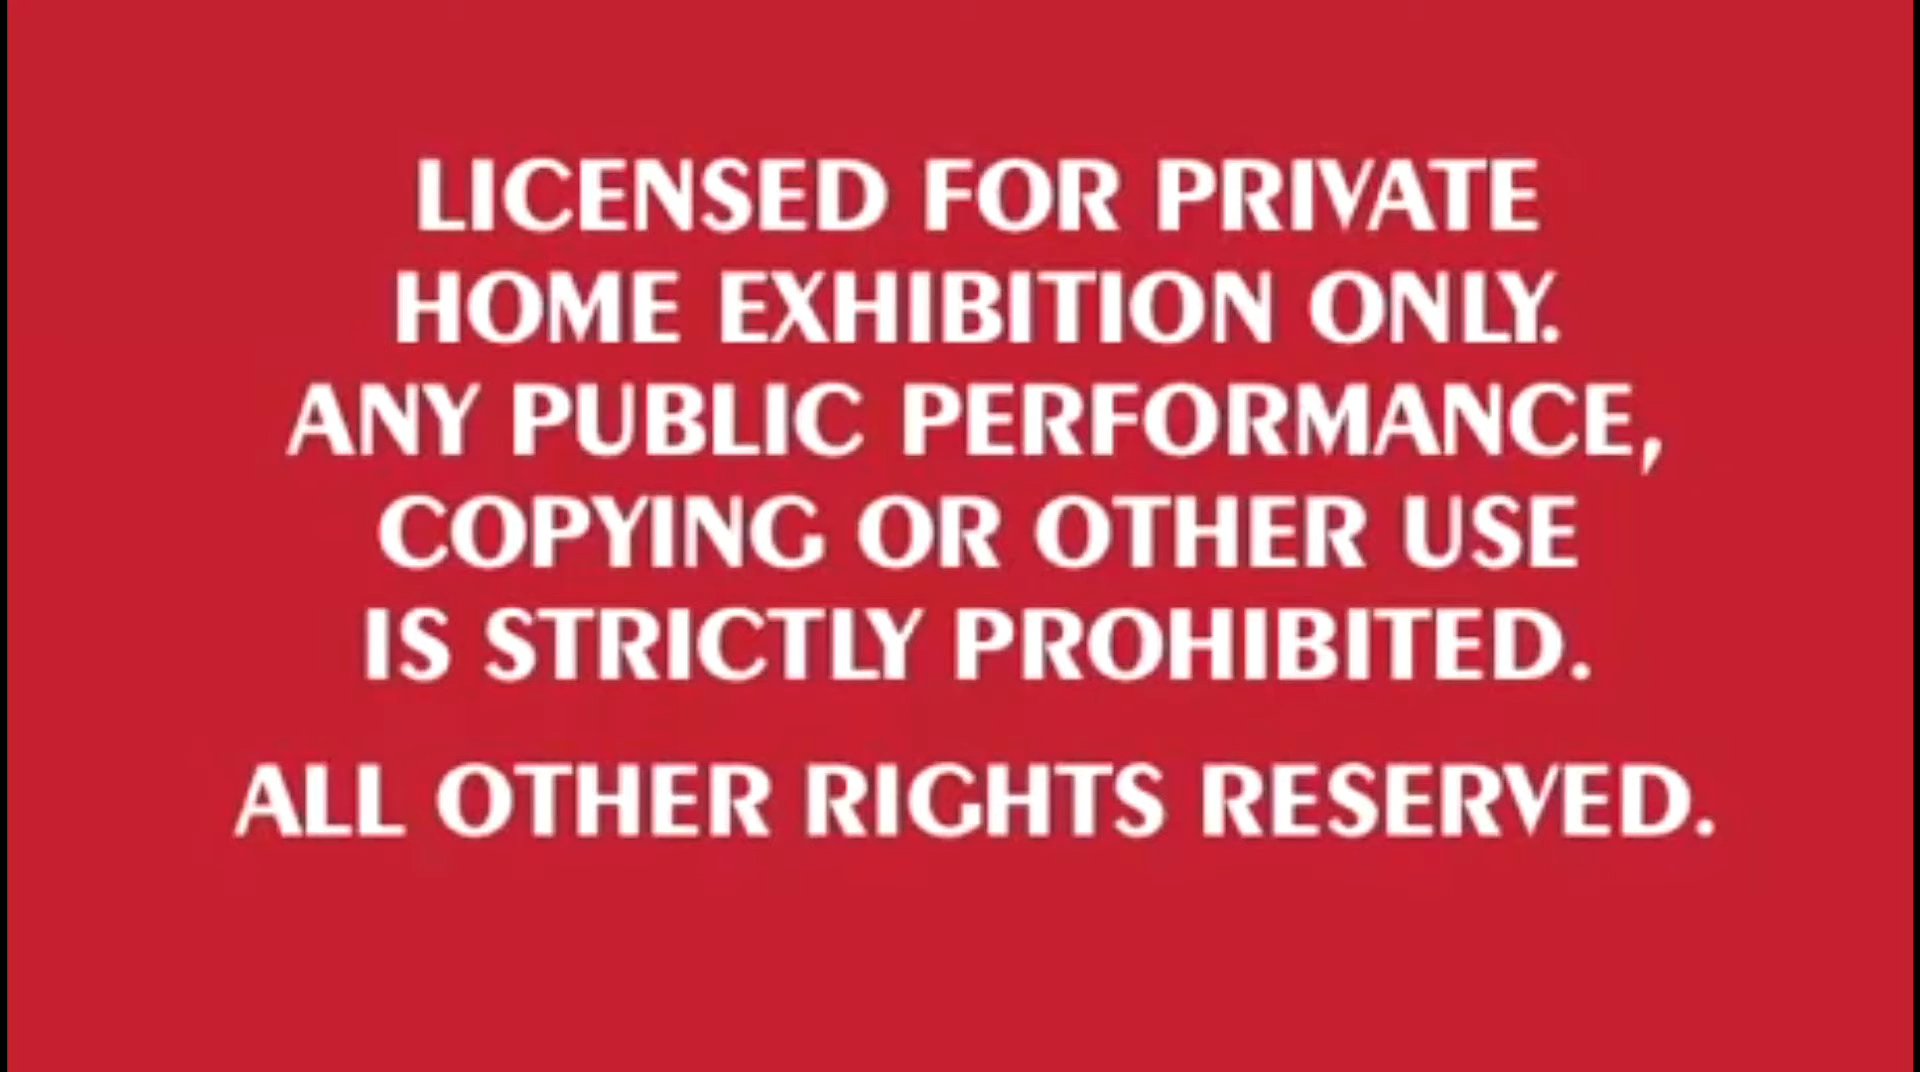 LICENSED FOR PRIVATE
HOME EXHIBITION ONLY.
ANY PUBLIC PERFORMANCE,
COPYING OR OTHER USE
IS STRICTLY PROHIBITED.
ALL OTHER RIGHTS RESERVED.